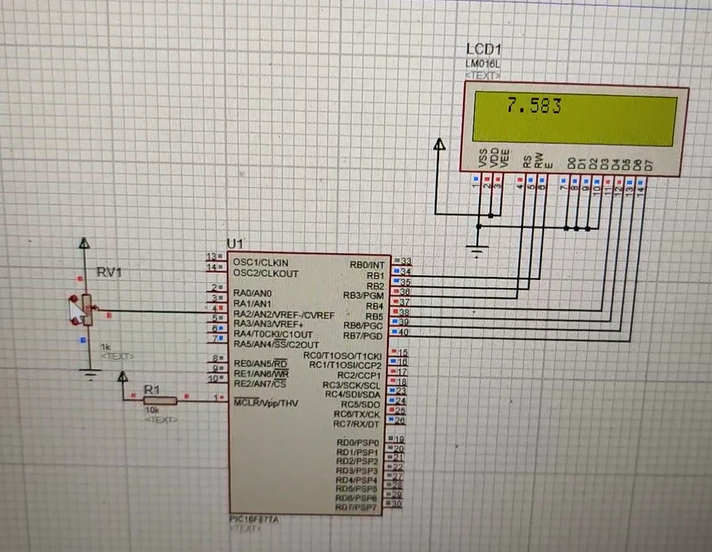 LCD1
LM016L
<TEXT>
7.583
VSS
VDD
VEE
RS
RW
E
D0
D1
D2
D3
D4
D5
D6
D7
1
2
3
4
5
6
7
8
9
10
11
12
13
14
U1
13 OSC1/CLKIN
14 OSC2/CLKOUT
2 RA0/AN0
3 RA1/AN1
4 RA2/AN2/VREF-/CVREF
5 RA3/AN3/VREF+
6 RA4/T0CKI/C1OUT
7 RA5/AN4/SS/C2OUT
8 RE0/AN5/RD
9 RE1/AN6/WR
10 RE2/AN7/CS
1 MCLR/Vpp/THV
RB0/INT 33
RB1 34
RB2 35
RB3/PGM 36
RB4 37
RB5 38
RB6/PGC 39
RB7/PGD 40
RC0/T1OSO/T1CKI 15
RC1/T1OSI/CCP2 16
RC2/CCP1 17
RC3/SCK/SCL 18
RC4/SDI/SDA 23
RC5/SDO 24
RC6/TX/CK 25
RC7/RX/DT 26
RD0/PSP0 19
RD1/PSP1 20
RD2/PSP2 21
RD3/PSP3 22
RD4/PSP4 27
RD5/PSP5 28
RD6/PSP6 29
RD7/PSP7 30
PIC16F877A
<TEXT>
RV1
1k
<TEXT>
R1
10k
<TEXT>